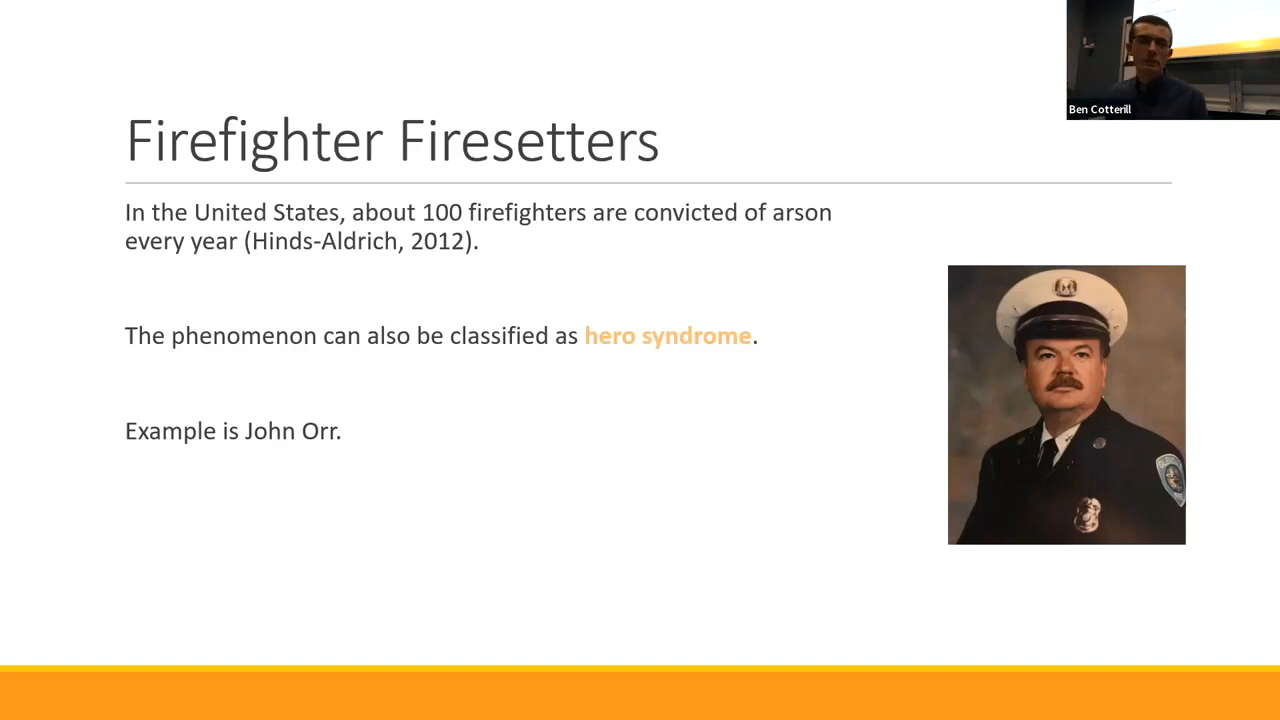 Ben Cotterill
Firefighter Firesetters
In the United States, about 100 firefighters are convicted of arson
every year (Hinds-Aldrich, 2012).
The phenomenon can also be classified as hero syndrome.
Example is John Orr.